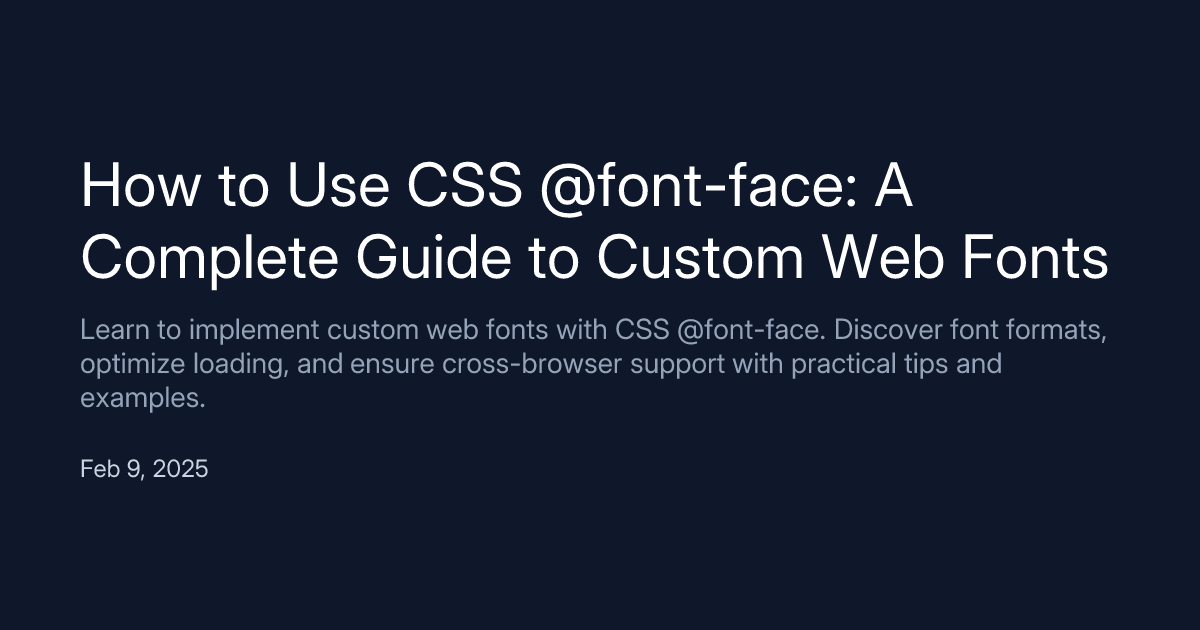 How to Use CSS @font-face: A
Complete Guide to Custom Web Fonts
Learn to implement custom web fonts with CSS @font-face. Discover font formats,
optimize loading, and ensure cross-browser support with practical tips and
examples.
Feb 9, 2025